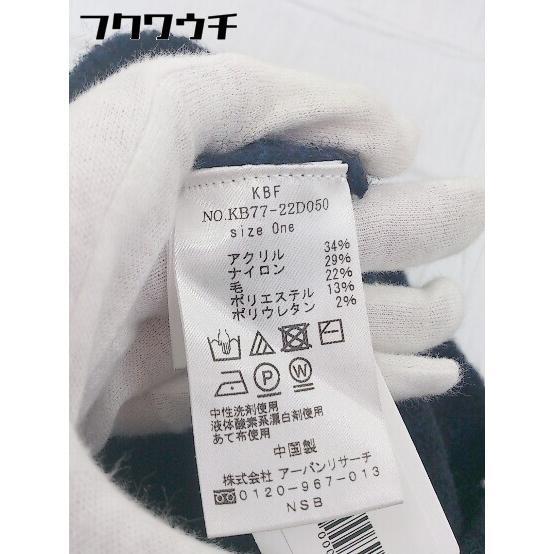 フクワウチ
KBF
NO.KB77-22D050
size One
アクリル 34%
ナイロン 29%
毛 22%
ポリエステル 13%
ポリウレタン 2%
P W
中性洗剤使用
液体酸素系漂白剤使用
あて布使用
中国製
株式会社 アーバンリサーチ
0120-967-013
NSB